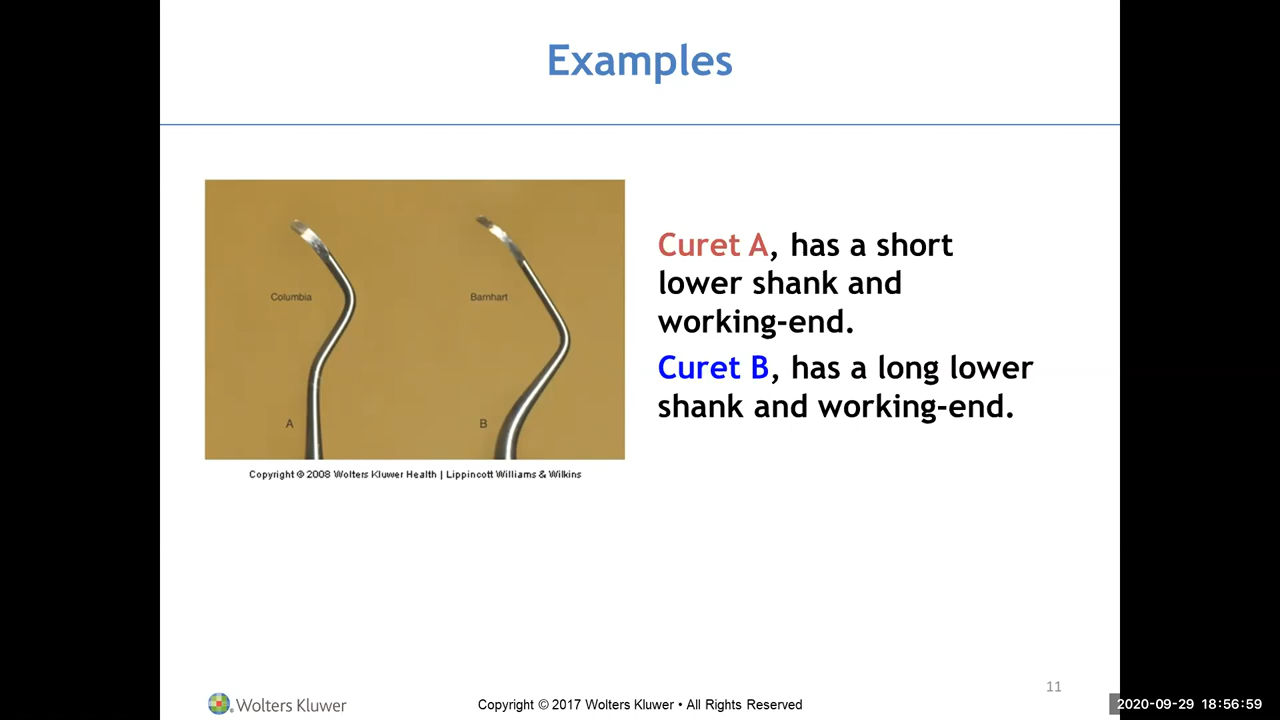 Examples
Columbia
Barnhart
A
B
Copyright © 2008 Wolters Kluwer Health | Lippincott Williams & Wilkins
Curet A, has a short
lower shank and
working-end.
Curet B, has a long lower
shank and working-end.
11
Wolters Kluwer
Copyright © 2017 Wolters Kluwer • All Rights Reserved
2020-09-29 18:56:59